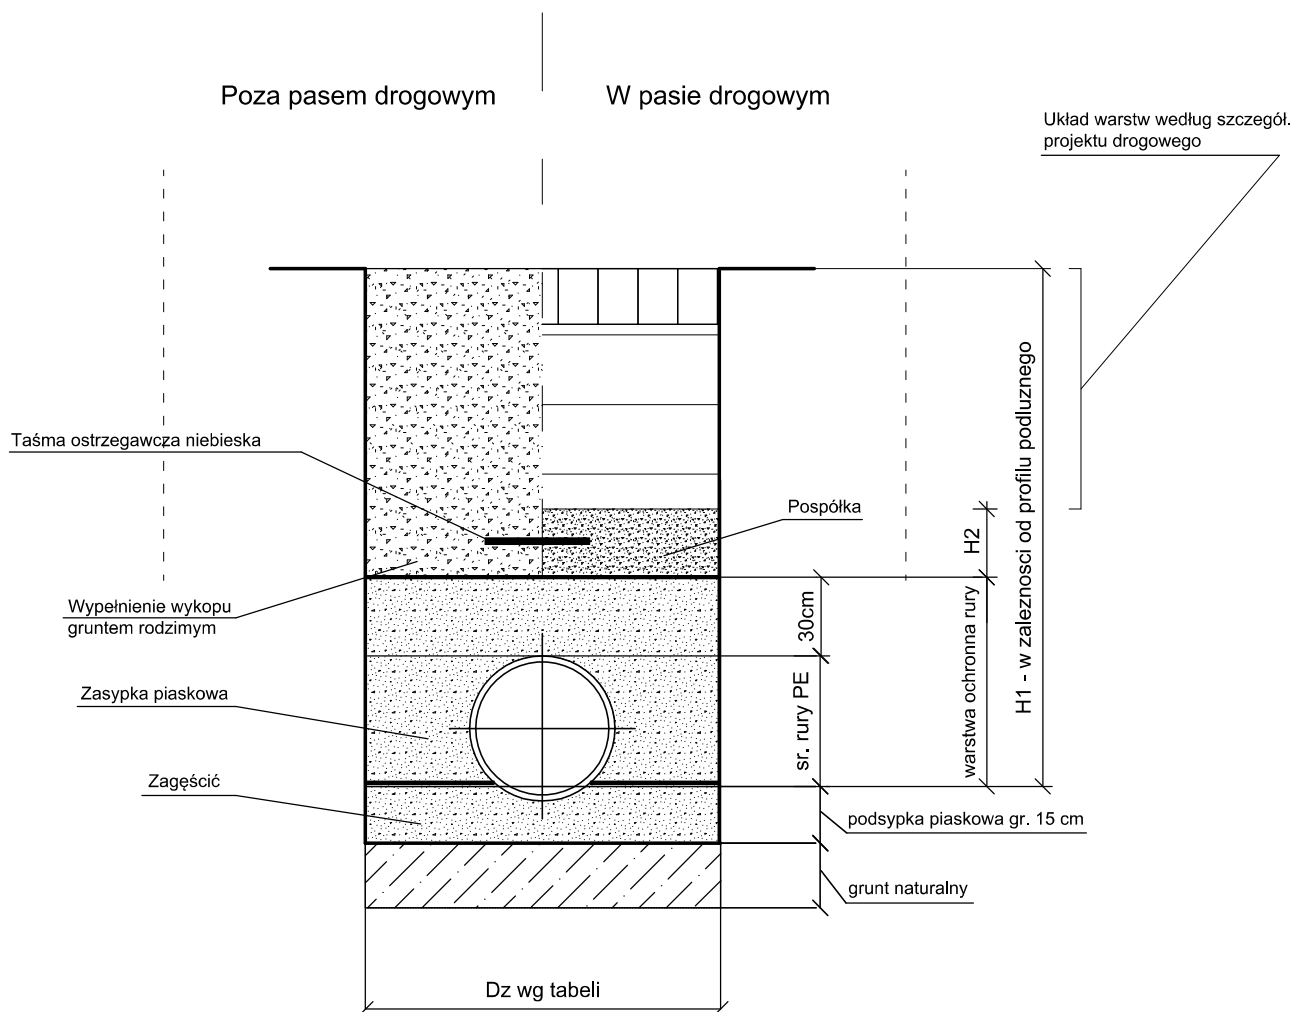 Poza pasem drogowym
W pasie drogowym
Układ warstw według szczegół.
projektu drogowego
Taśma ostrzegawcza niebieska
Pospółka
Wypełnienie wykopu
gruntem rodzimym
Zasypka piaskowa
Zagęścić
30cm
sr. rury PE
H2
warstwa ochronna rury
H1 - w zaleznosci od profilu podluznego
podsypka piaskowa gr. 15 cm
grunt naturalny
Dz wg tabeli